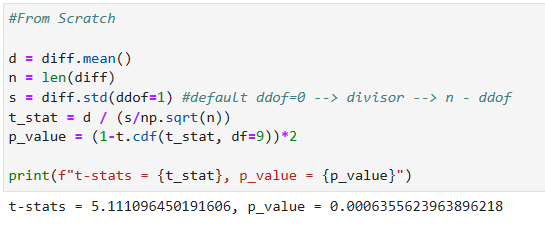 #From Scratch
d = diff.mean()
n = len(diff)
s = diff.std(ddof=1) #default ddof=0 --> divisor --> n - ddof
t_stat = d / (s/np.sqrt(n))
p_value = (1-t.cdf(t_stat, df=9))*2
print(f"t-stats = {t_stat}, p_value = {p_value}")
t-stats = 5.111096450191606, p_value = 0.0006355623963896218